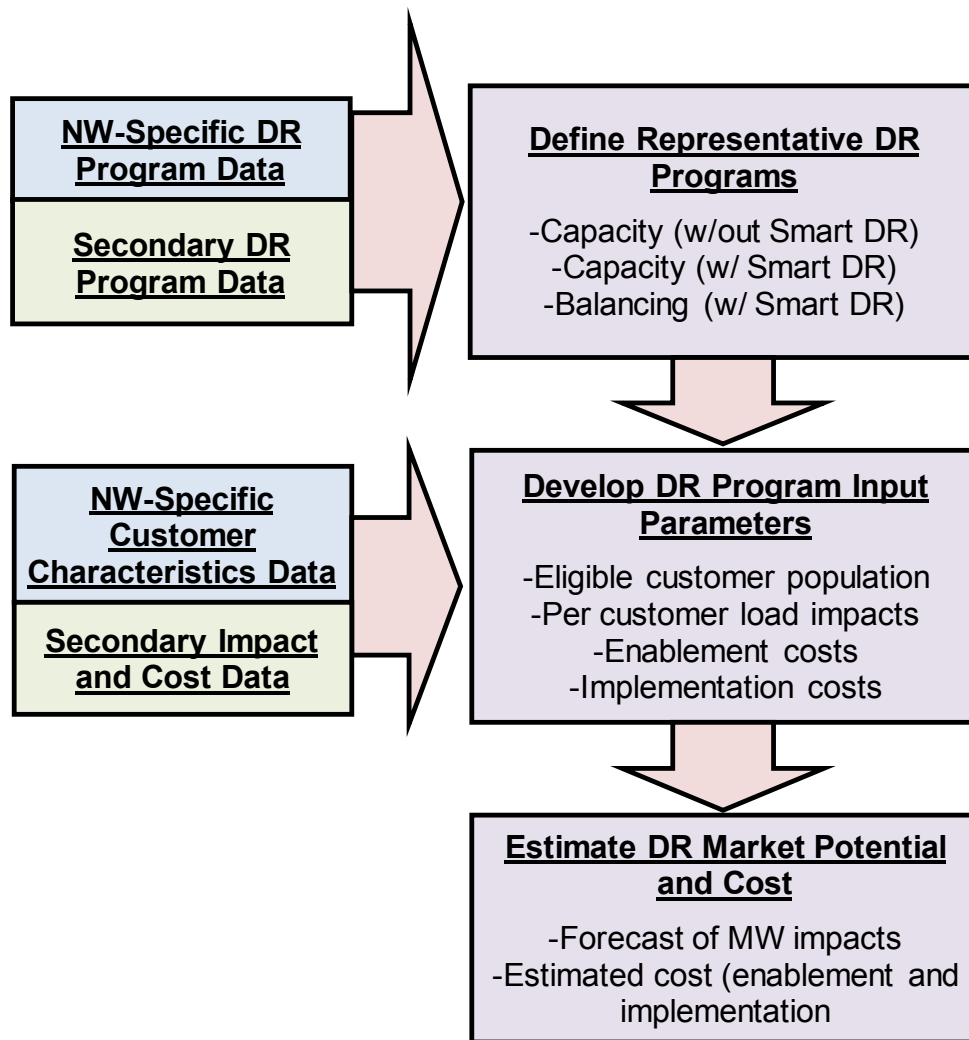 NW-Specific DR
Program Data
Secondary DR
Program Data
Define Representative DR
Programs
-Capacity (w/out Smart DR)
-Capacity (w/ Smart DR)
-Balancing (w/ Smart DR)
NW-Specific
Customer
Characteristics Data
Secondary Impact
and Cost Data
Develop DR Program Input
Parameters
-Eligible customer population
-Per customer load impacts
-Enablement costs
-Implementation costs
Estimate DR Market Potential
and Cost
-Forecast of MW impacts
-Estimated cost (enablement and
implementation